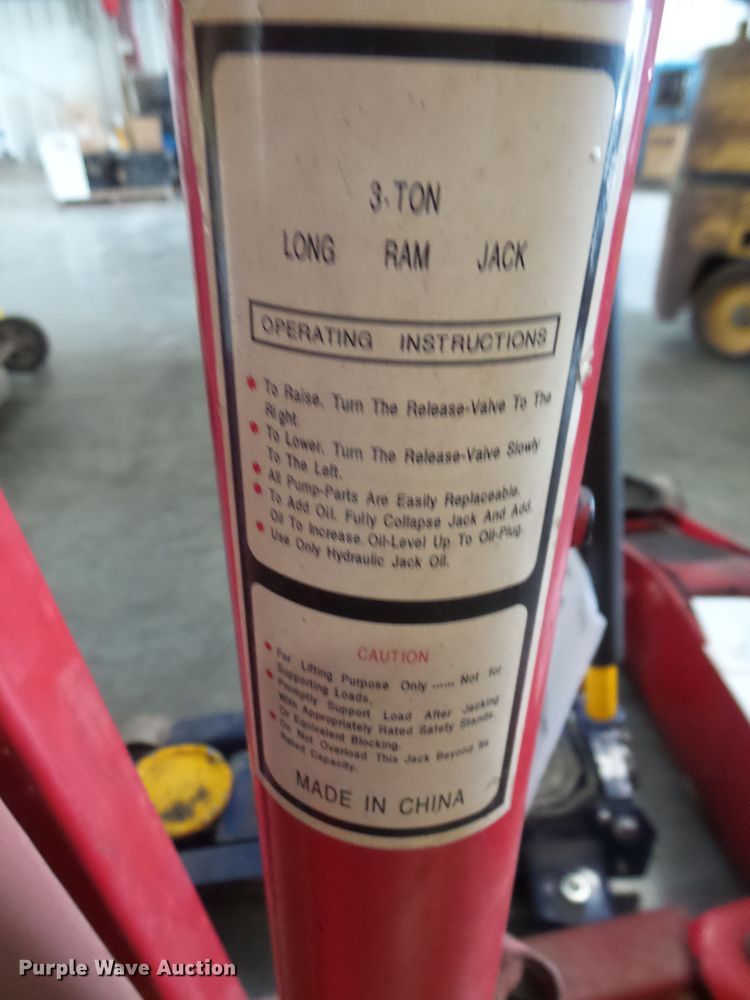 3-TON
LONG RAM JACK
OPERATING INSTRUCTIONS
* To Raise, Turn The Release-Valve To The
Right.
* To Lower, Turn The Release-Valve Slowly
To The Left.
* All Pump-Parts Are Easily Replaceable.
* To Add Oil, Fully Collapse Jack And Add
Oil To Increase Oil-Level Up To Oil-Plug.
* Use Only Hydraulic Jack Oil.
CAUTION
* For Lifting Purpose Only ...... Not for
Supporting Loads.
* Promptly Support Load After Jacking
With Appropriately Rated Safety Stands
Or Equivalent Blocking.
* Do Not Overload This Jack Beyond its
Rated Capacity.
MADE IN CHINA
Purple Wave Auction